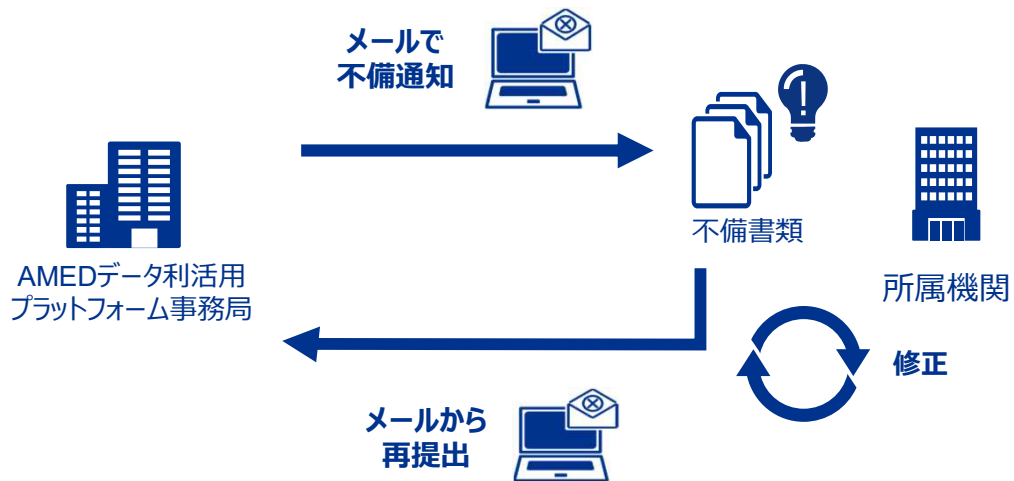 メールで
不備通知
不備書類
AMEDデータ利活用
プラットフォーム事務局
所属機関
修正
メールから
再提出